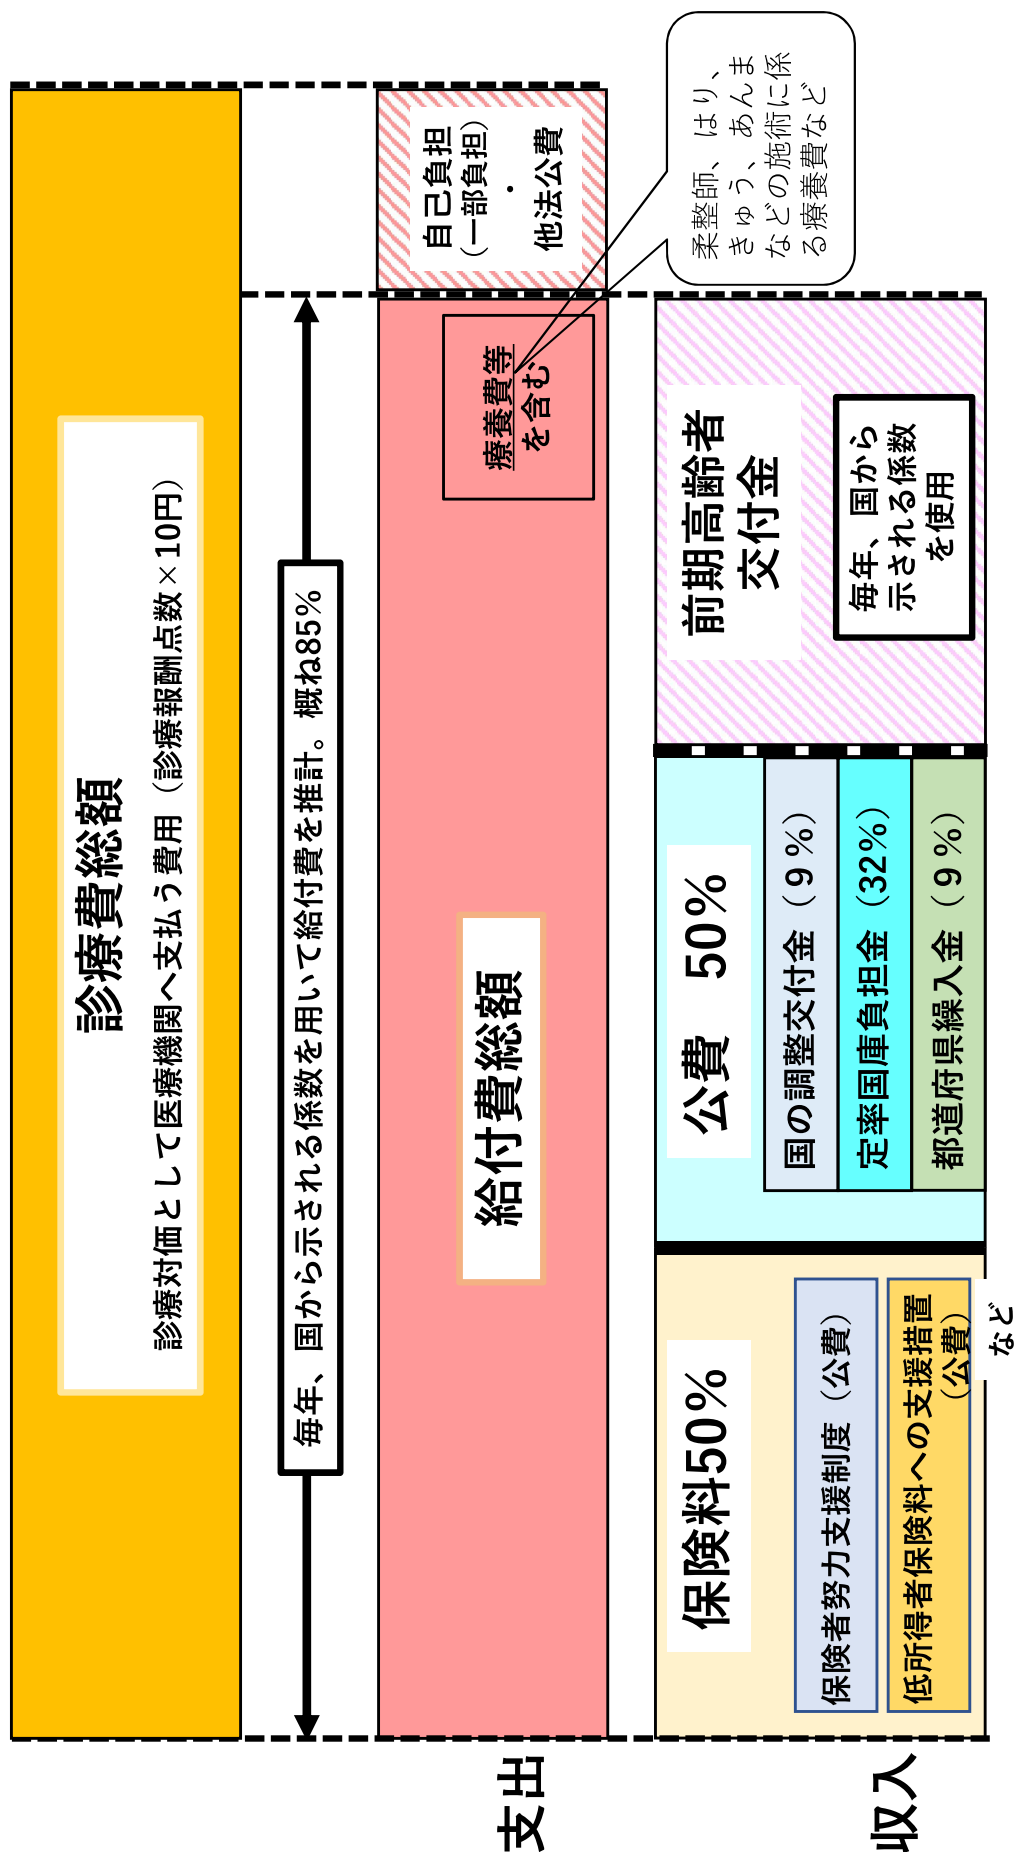 診療費総額
診療対価として医療機関へ支払う費用（診療報酬点数×10円）
毎年、国から示される係数を用いて給付費を推計。概ね85%
支出
給付費総額
療養費等
を含む
自己負担
（一部負担）
・
他法公費
柔整師、はり、
きゅう、あんま
などの施術に係
る療養費など
収入
保険料50%
保険者努力支援制度（公費）
低所得者保険料への支援措置
（公費）
など
公費　50%
国の調整交付金（９%）
定率国庫負担金（32%）
都道府県繰入金（９%）
前期高齢者
交付金
毎年、国から
示される係数
を使用